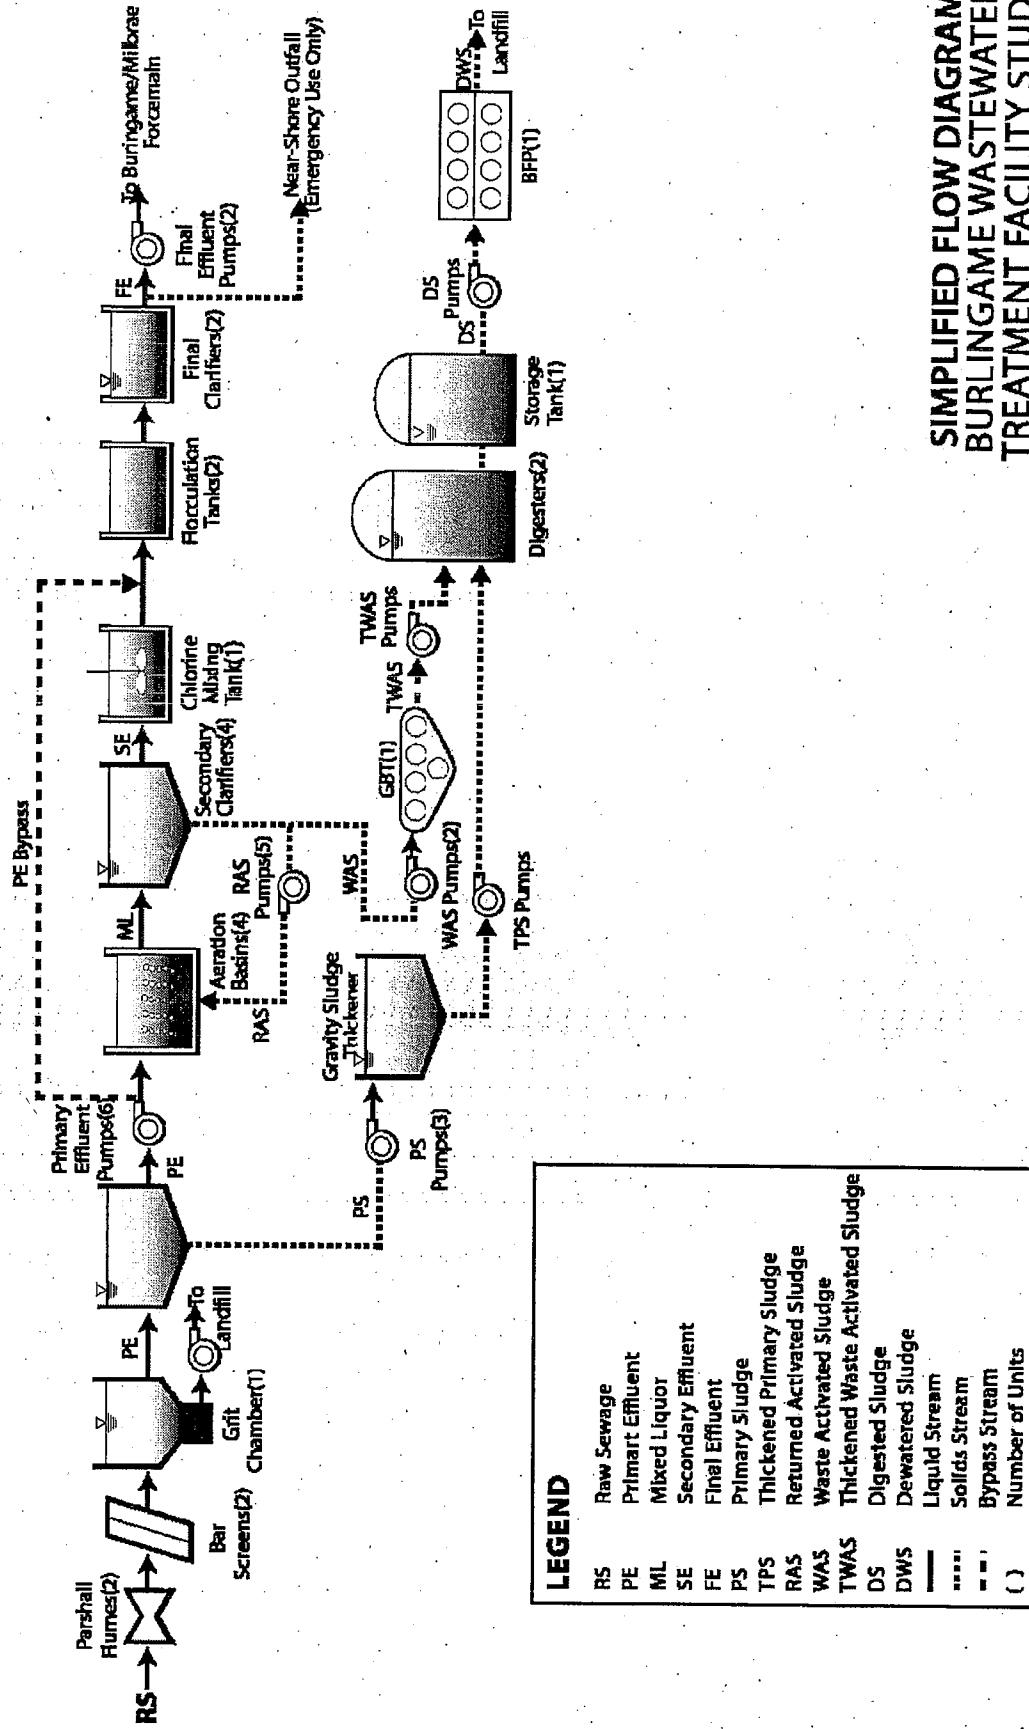 RS
Parshall
Flumes(2)
Bar
Screens(2)
Grit
Chamber(1)
To
Landfill
PE
PE
Primary
Effluent
Pumps(6)
PE Bypass
ML
Aeration
Basins(4)
RAS
RAS
Pumps(5)
Secondary
Clarifiers(4)
SE
Chlorine
Mixing
Tank(1)
Flocculation
Tanks(2)
Final
Clarifiers(2)
FE
Final
Effluent
Pumps(2)
To Buringame/Millbrae
Forcemain
Near-Shore Outfall
(Emergency Use Only)
PS
PS
Pumps(3)
Gravity Sludge
Thickener
TPS Pumps
WAS
WAS Pumps(2)
GBT(1)
TWAS
TWAS
Pumps
Digesters(2)
Storage
Tank(1)
DS
DS
Pumps
BFP(1)
DWS
To
Landfill
LEGEND
RS Raw Sewage
PE Primart Effluent
ML Mixed Liquor
SE Secondary Effluent
FE Final Effluent
PS Primary Sludge
TPS Thickened Primary Sludge
RAS Returned Activated Sludge
WAS Waste Activated Sludge
TWAS Thickened Waste Activated Sludge
DS Digested Sludge
DWS Dewatered Sludge
Liquid Stream
Solids Stream
Bypass Stream
( ) Number of Units
SIMPLIFIED FLOW DIAGRAM
BURLINGAME WASTEWATER
TREATMENT FACILITY STUD